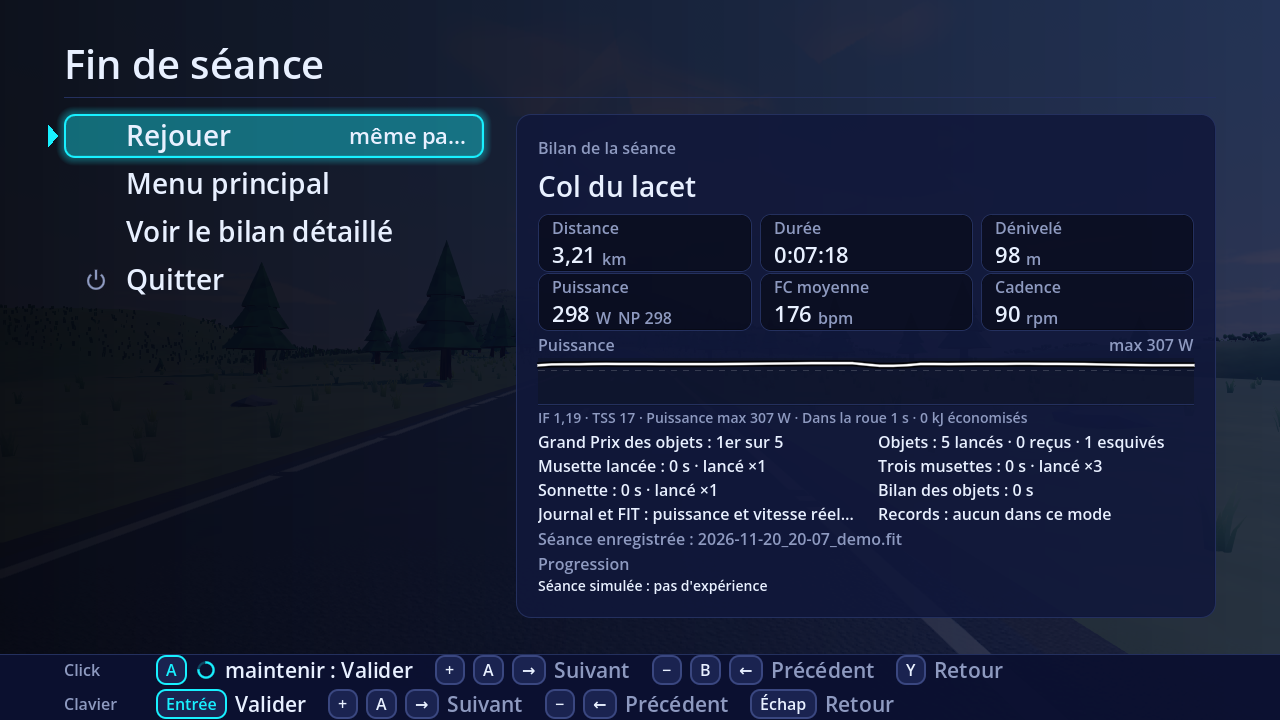 Fin de séance
Rejouer même pa...
Menu principal
Voir le bilan détaillé
Quitter
Bilan de la séance
Col du lacet
Distance Durée Dénivelé
3,21 km 0:07:18 98 m
Puissance FC moyenne Cadence
298 W NP 298 176 bpm 90 rpm
Puissance max 307 W
IF 1,19 · TSS 17 · Puissance max 307 W · Dans la roue 1 s · 0 kJ économisés
Grand Prix des objets : 1er sur 5 Objets : 5 lancés · 0 reçus · 1 esquivés
Musette lancée : 0 s · lancé ×1 Trois musettes : 0 s · lancé ×3
Sonnette : 0 s · lancé ×1 Bilan des objets : 0 s
Journal et FIT : puissance et vitesse réel... Records : aucun dans ce mode
Séance enregistrée : 2026-11-20_20-07_demo.fit
Progression
Séance simulée : pas d'expérience
Click A maintenir : Valider + A → Suivant − B ← Précédent Y Retour
Clavier Entrée Valider + A → Suivant − ← Précédent Échap Retour